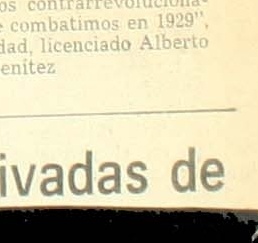 os contrarrevoluciona-
e combatimos en 1929",
dad, licenciado Alberto
enítez
ivadas de